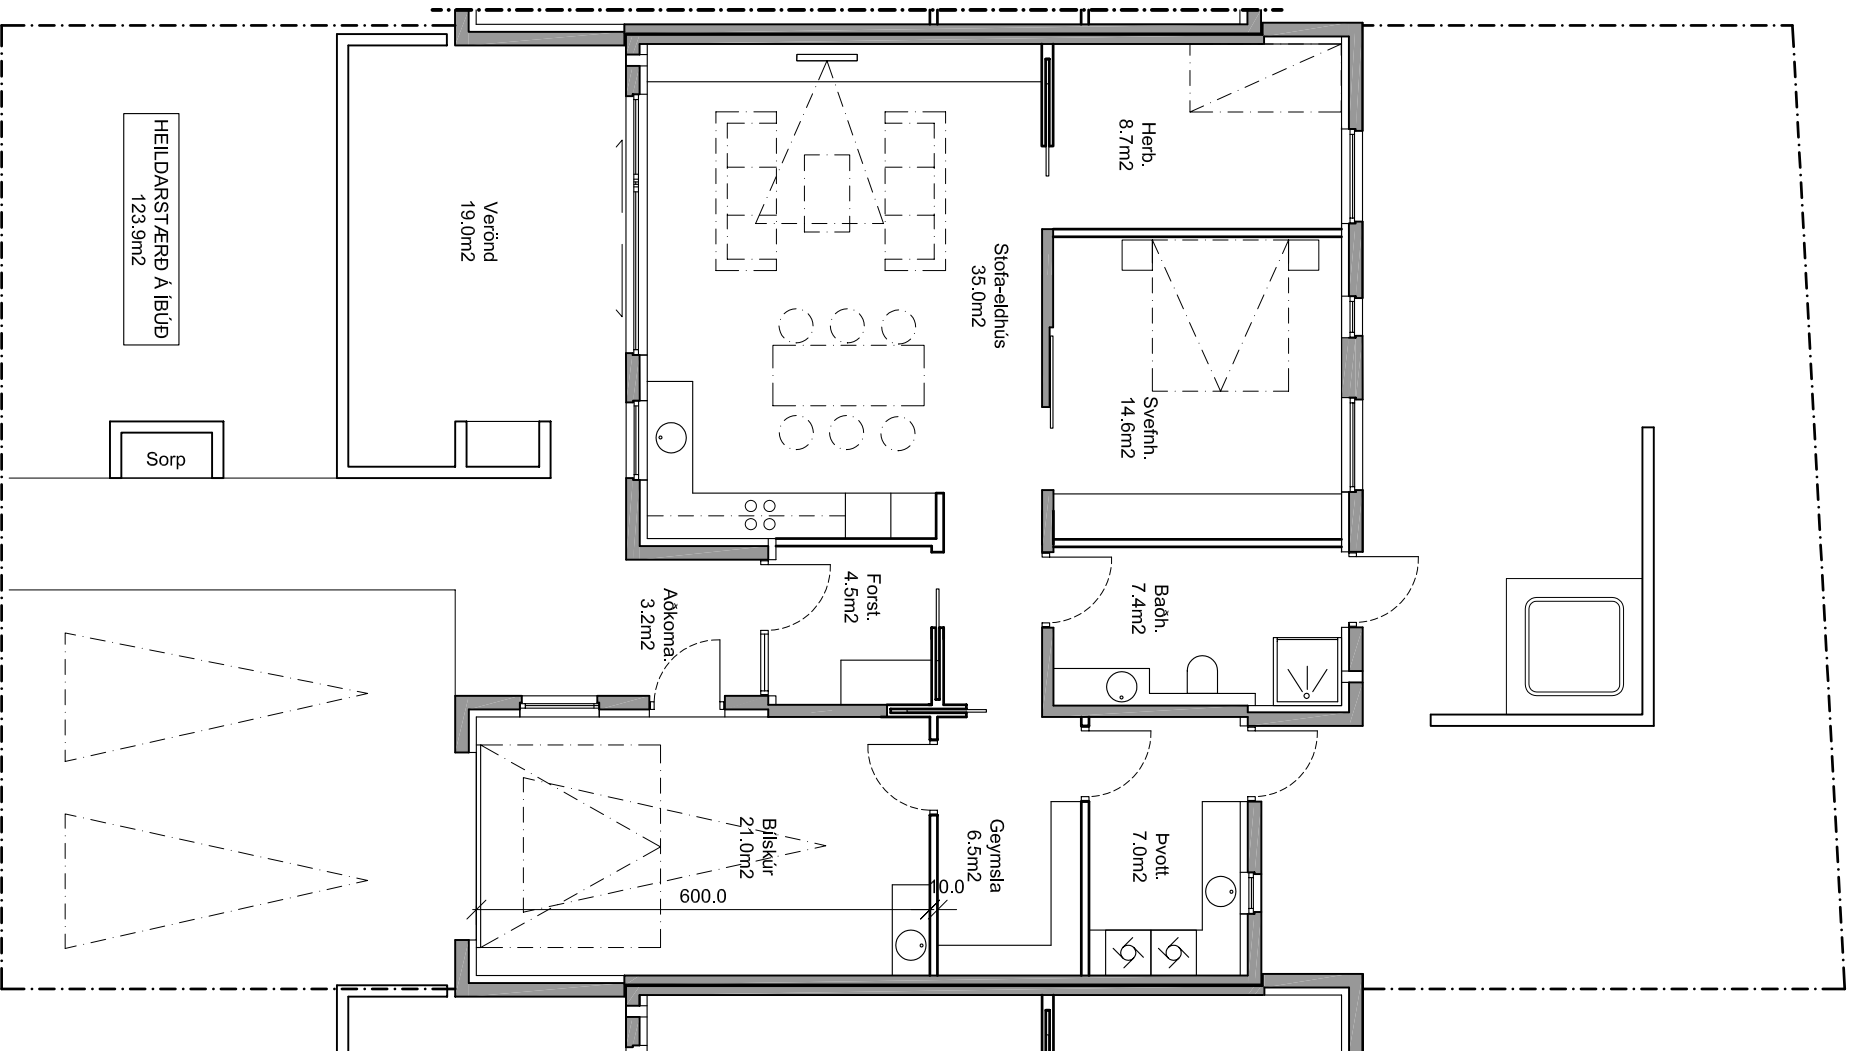 HEILDARSTÆRÐ Á ÍBÚÐ
123.9m2
Verönd
19.0m2
Sorp
Stofa-eldhús
35.0m2
Herb.
8.7m2
Svefnh.
14.6m2
Forst.
4.5m2
Aðkoma.
3.2m2
Baðh.
7.4m2
Bílskúr
21.0m2
600.0
10.0
Geymsla
6.5m2
Þvott.
7.0m2